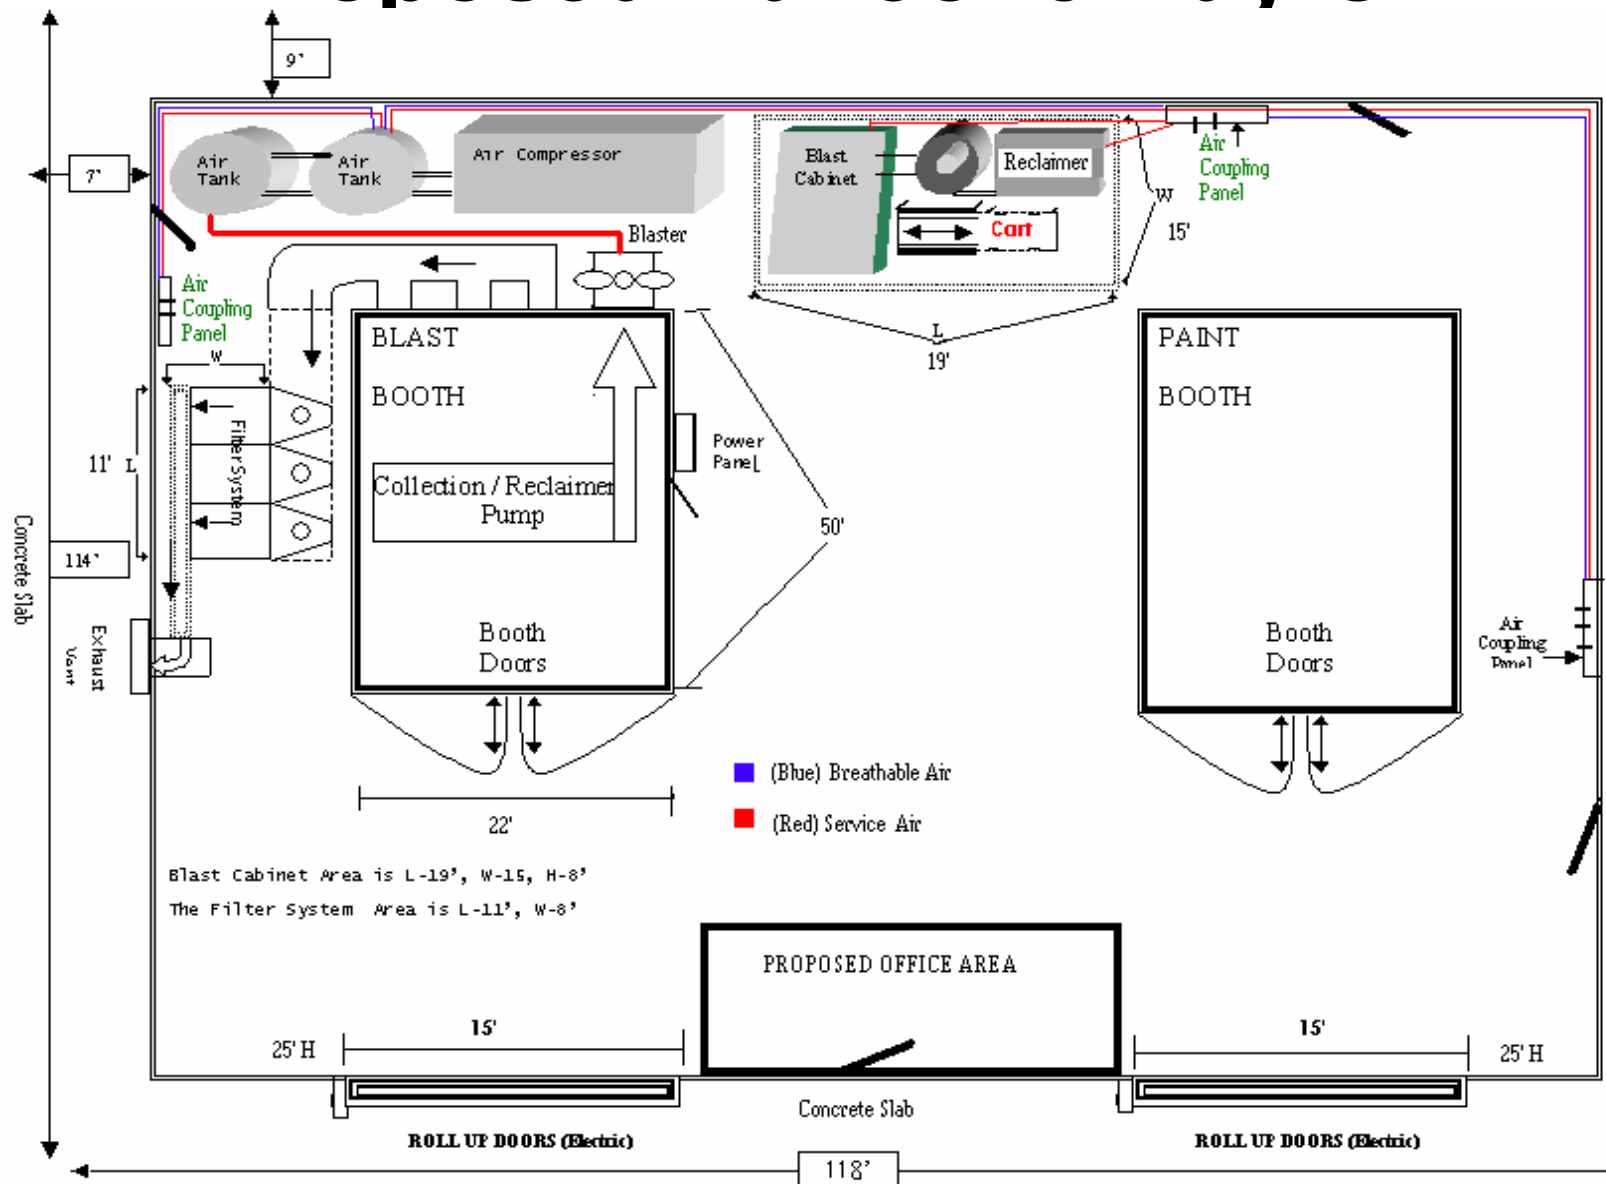 9'
7'
Air
Tank
Air
Tank
Air Compressor
Blast
Cabinet
Reclaimer
Cart
Air
Coupling
Panel
W
15'
Blaster
Air
Coupling
Panel
W
L
19'
BLAST
BOOTH
PAINT
BOOTH
11' L
Filter System
Power
Panel
Collection / Reclaimer
Pump
50'
Concrete Slab
114'
Exhaust
Vent
Booth
Doors
Booth
Doors
Air
Coupling
Panel
(Blue) Breathable Air
(Red) Service Air
22'
Blast Cabinet Area is L-19', W-15, H-8'
The Filter System Area is L-11', W-8'
PROPOSED OFFICE AREA
15'
25' H
15'
25' H
Concrete Slab
ROLL UP DOORS (Electric)
ROLL UP DOORS (Electric)
118'